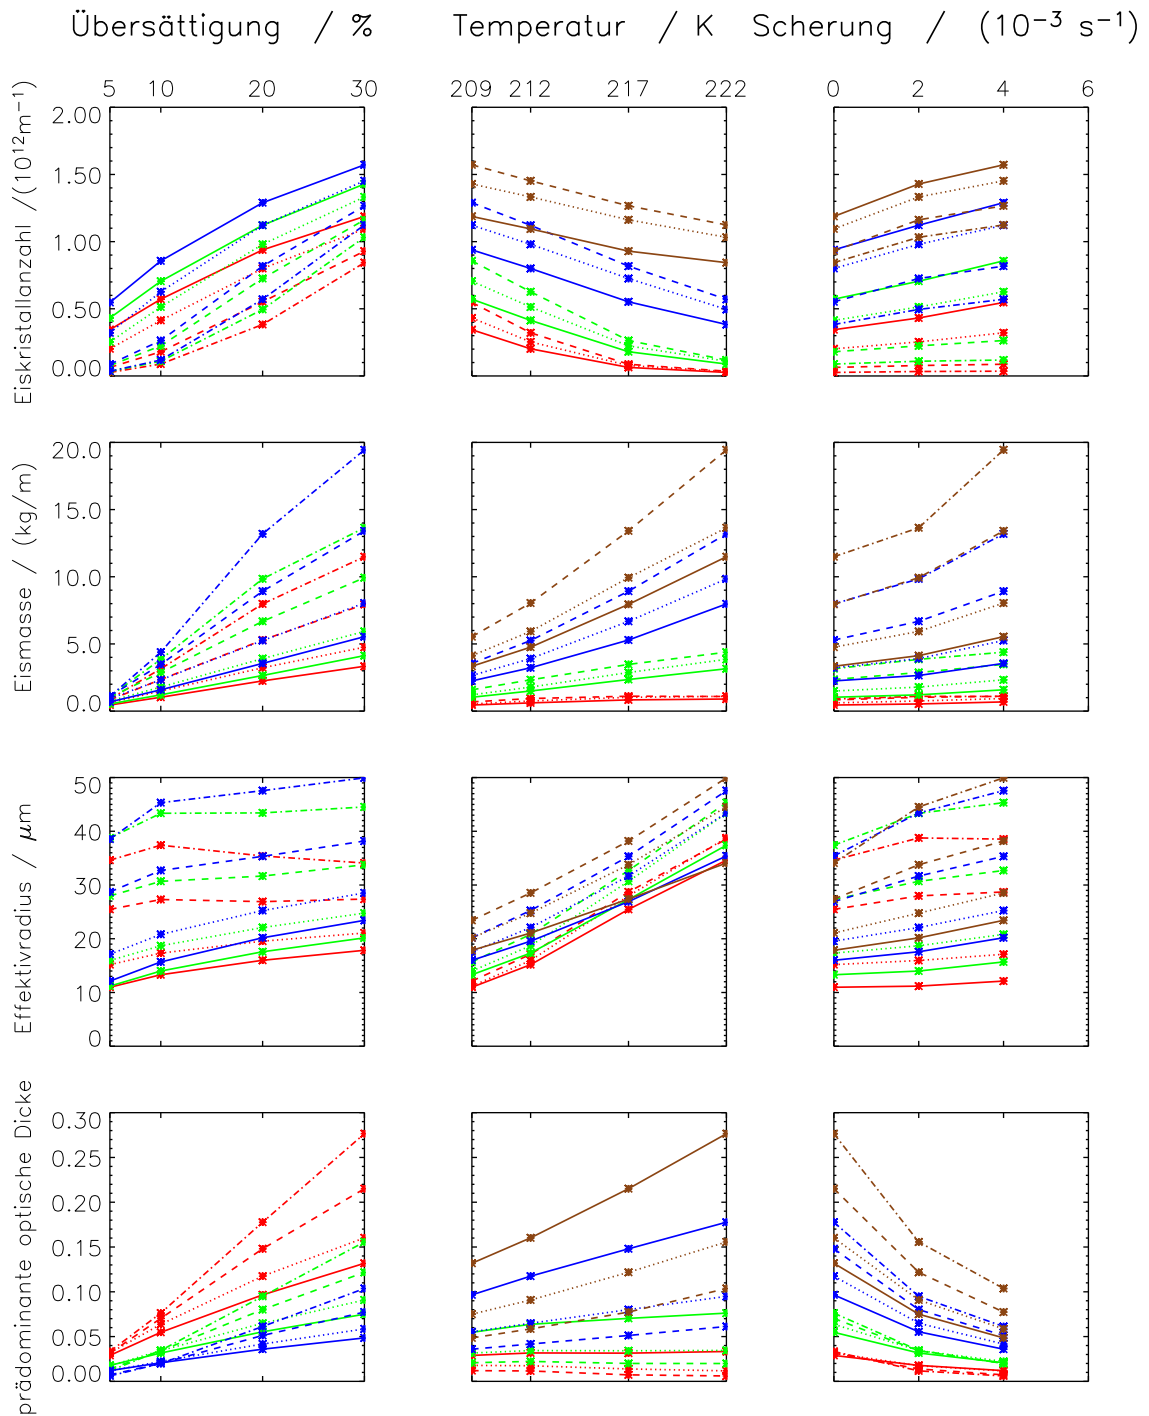 Übersättigung / %
Temperatur / K
Scherung / (10⁻³ s⁻¹)
5 10 20 30
209 212 217 222
0 2 4 6
Eiskristallanzahl /(10¹²m⁻¹)
2.00
1.50
1.00
0.50
0.00
Eismasse / (kg/m)
20.0
15.0
10.0
5.0
0.0
Effektivradius / µm
50
40
30
20
10
0
prädominante optische Dicke
0.30
0.25
0.20
0.15
0.10
0.05
0.00